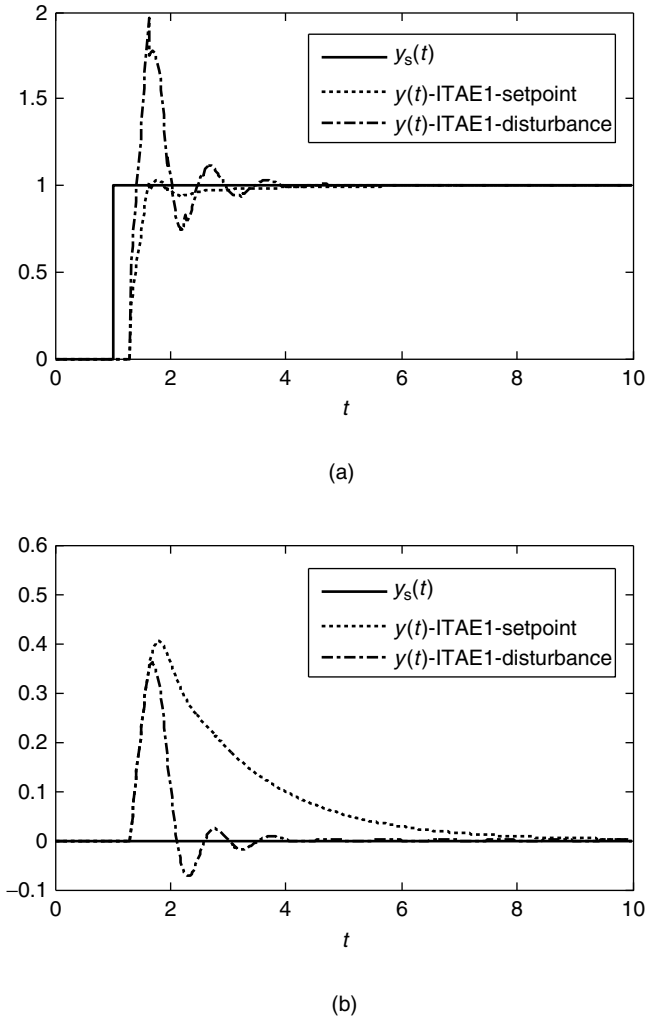 2
1.5
1
0.5
0
0
2
4
6
8
10
yₛ(t)
y(t)-ITAE1-setpoint
y(t)-ITAE1-disturbance
t
(a)
0.6
0.5
0.4
0.3
0.2
0.1
0
−0.1
0
2
4
6
8
10
yₛ(t)
y(t)-ITAE1-setpoint
y(t)-ITAE1-disturbance
t
(b)